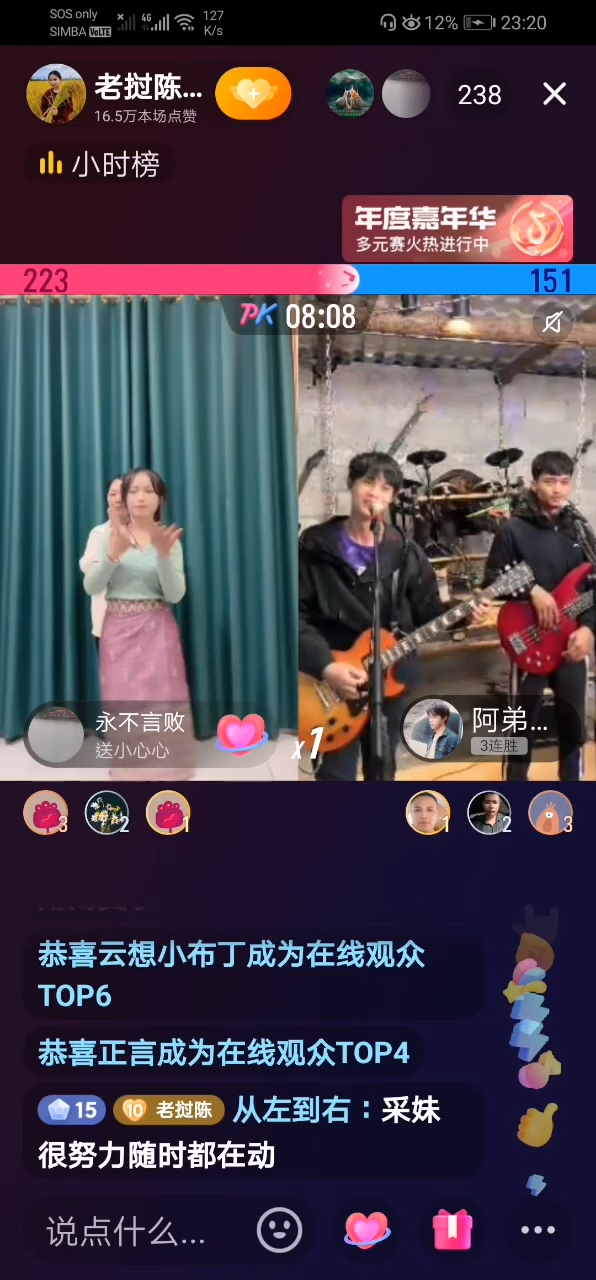 SOS only
SIMBA VoLTE
4G
127
K/s
12%
23:20
老挝陈...
16.5万本场点赞
238
小时榜
年度嘉年华
多元赛火热进行中
223
151
PK 08:08
永不言败
送小心心
x1
阿弟...
3连胜
3
2
1
1
2
3
恭喜云想小布丁成为在线观众
TOP6
恭喜正言成为在线观众TOP4
15 10 老挝陈 从左到右：采妹
很努力随时都在动
说点什么...